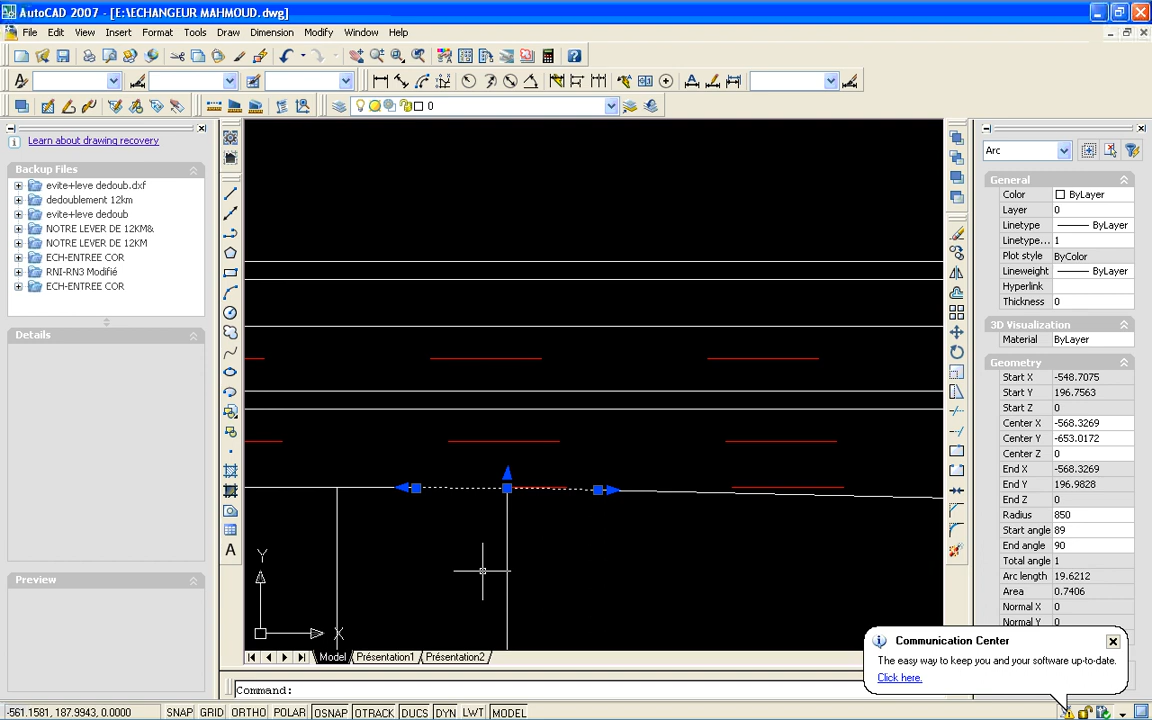 AutoCAD 2007 - [E:\ECHANGEUR MAHMOUD.dwg]
File Edit View Insert Format Tools Draw Dimension Modify Window Help
0
Learn about drawing recovery
Backup Files
evite+leve dedoub.dxf
dedoublement 12km
evite+leve dedoub
NOTRE LEVER DE 12KM&
NOTRE LEVER DE 12KM
ECH-ENTREE COR
RNI-RN3 Modifié
ECH-ENTREE COR
Details
Preview
Y
X
Model Présentation1 Présentation2
Arc
General
Color ByLayer
Layer 0
Linetype ByLayer
Linetype... 1
Plot style ByColor
Lineweight ByLayer
Hyperlink
Thickness 0
3D Visualization
Material ByLayer
Geometry
Start X -548.7075
Start Y 196.7563
Start Z 0
Center X -568.3269
Center Y -653.0172
Center Z 0
End X -568.3269
End Y 196.9828
End Z 0
Radius 850
Start angle 89
End angle 90
Total angle 1
Arc length 19.6212
Area 0.7406
Normal X 0
Normal Y 0
Communication Center
The easy way to keep you and your software up-to-date.
Click here.
Command:
-561.1581, 187.9943, 0.0000 SNAP GRID ORTHO POLAR OSNAP OTRACK DUCS DYN LWT MODEL